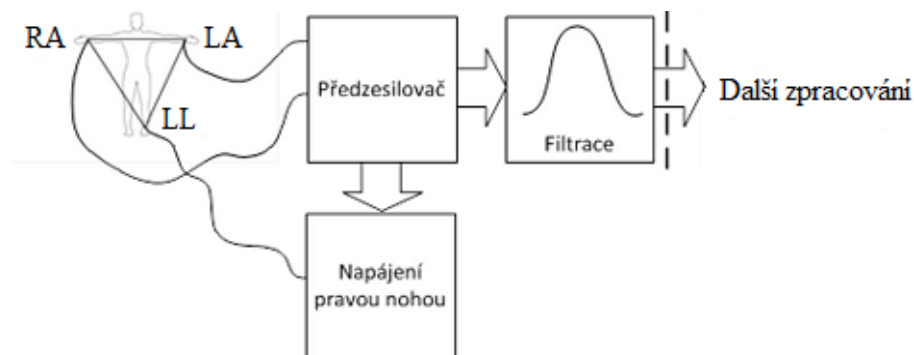 RA
LA
LL
Předzesilovač
Filtrace
Další zpracování
Napájení
pravou nohou